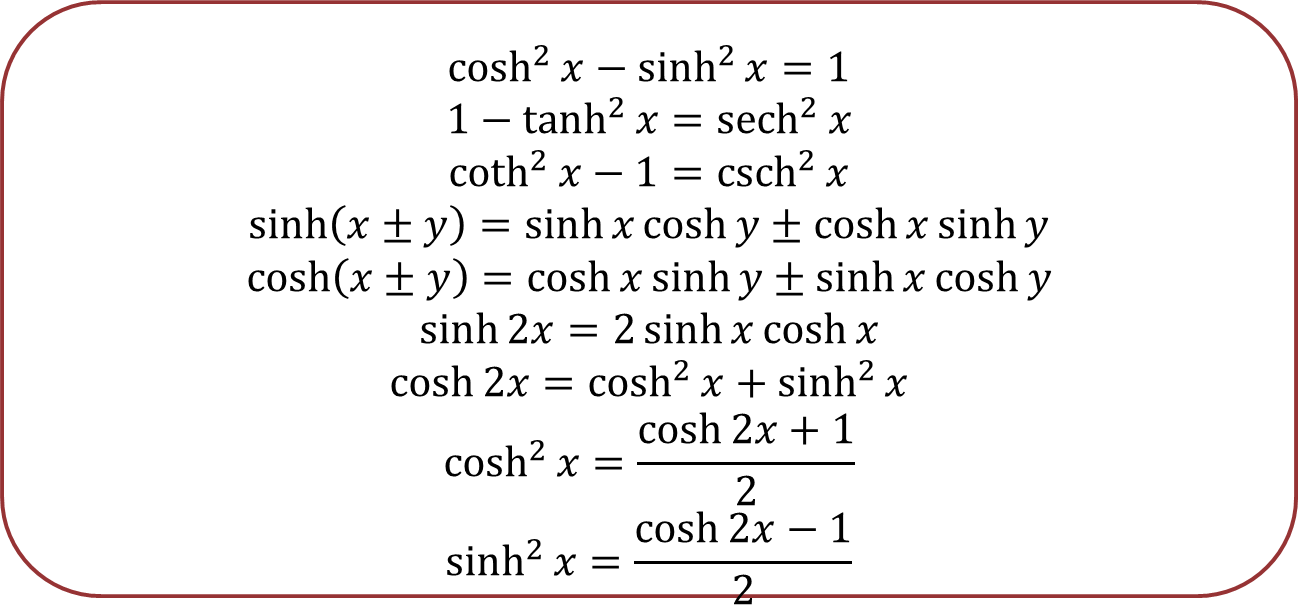 cosh² x − sinh² x = 1
1 − tanh² x = sech² x
coth² x − 1 = csch² x
sinh(x ± y) = sinh x cosh y ± cosh x sinh y
cosh(x ± y) = cosh x sinh y ± sinh x cosh y
sinh 2x = 2 sinh x cosh x
cosh 2x = cosh² x + sinh² x
cosh² x = (cosh 2x + 1)/2
sinh² x = (cosh 2x − 1)/2